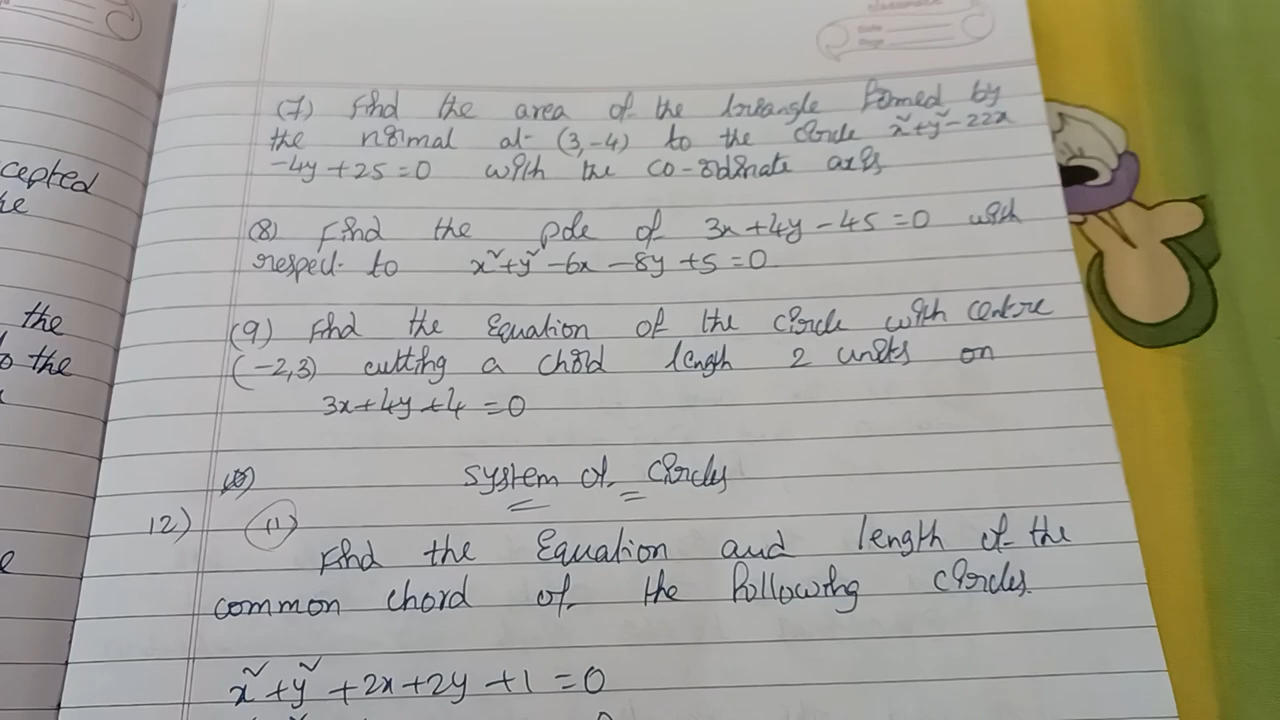 cepted
the
to the
(7) Find the area of the triangle formed by
the normal at (3,-4) to the circle x²+y²-22x
-4y+25=0 with the co-ordinate axis
(8) Find the pole of 3x+4y-45=0 with
respect to x²+y²-6x-8y+5=0
(9) Find the Equation of the circle with centre
(-2,3) cutting a chord length 2 units on
3x+4y+4=0
System of Circles
12) (1)
Find the Equation and length of the
common chord of the following circles.
x²+y²+2x+2y+1=0